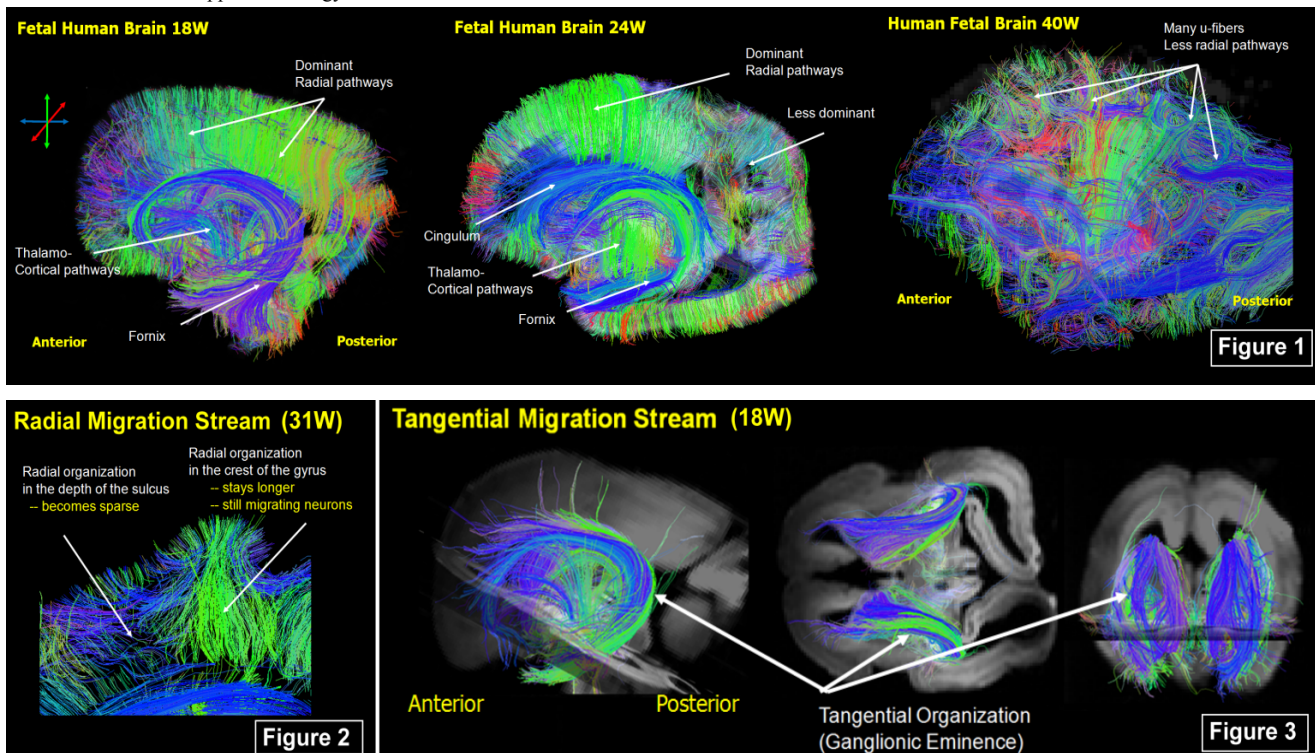 Fetal Human Brain 18W
Dominant
Radial pathways
Thalamo-
Cortical pathways
Fornix
Anterior
Posterior
Fetal Human Brain 24W
Dominant
Radial pathways
Less dominant
Cingulum
Thalamo-
Cortical pathways
Fornix
Human Fetal Brain 40W
Many u-fibers
Less radial pathways
Anterior
Posterior
Figure 1
Radial Migration Stream (31W)
Radial organization
in the depth of the sulcus
-- becomes sparse
Radial organization
in the crest of the gyrus
-- stays longer
-- still migrating neurons
Figure 2
Tangential Migration Stream (18W)
Anterior
Posterior
Tangential Organization
(Ganglionic Eminence)
Figure 3